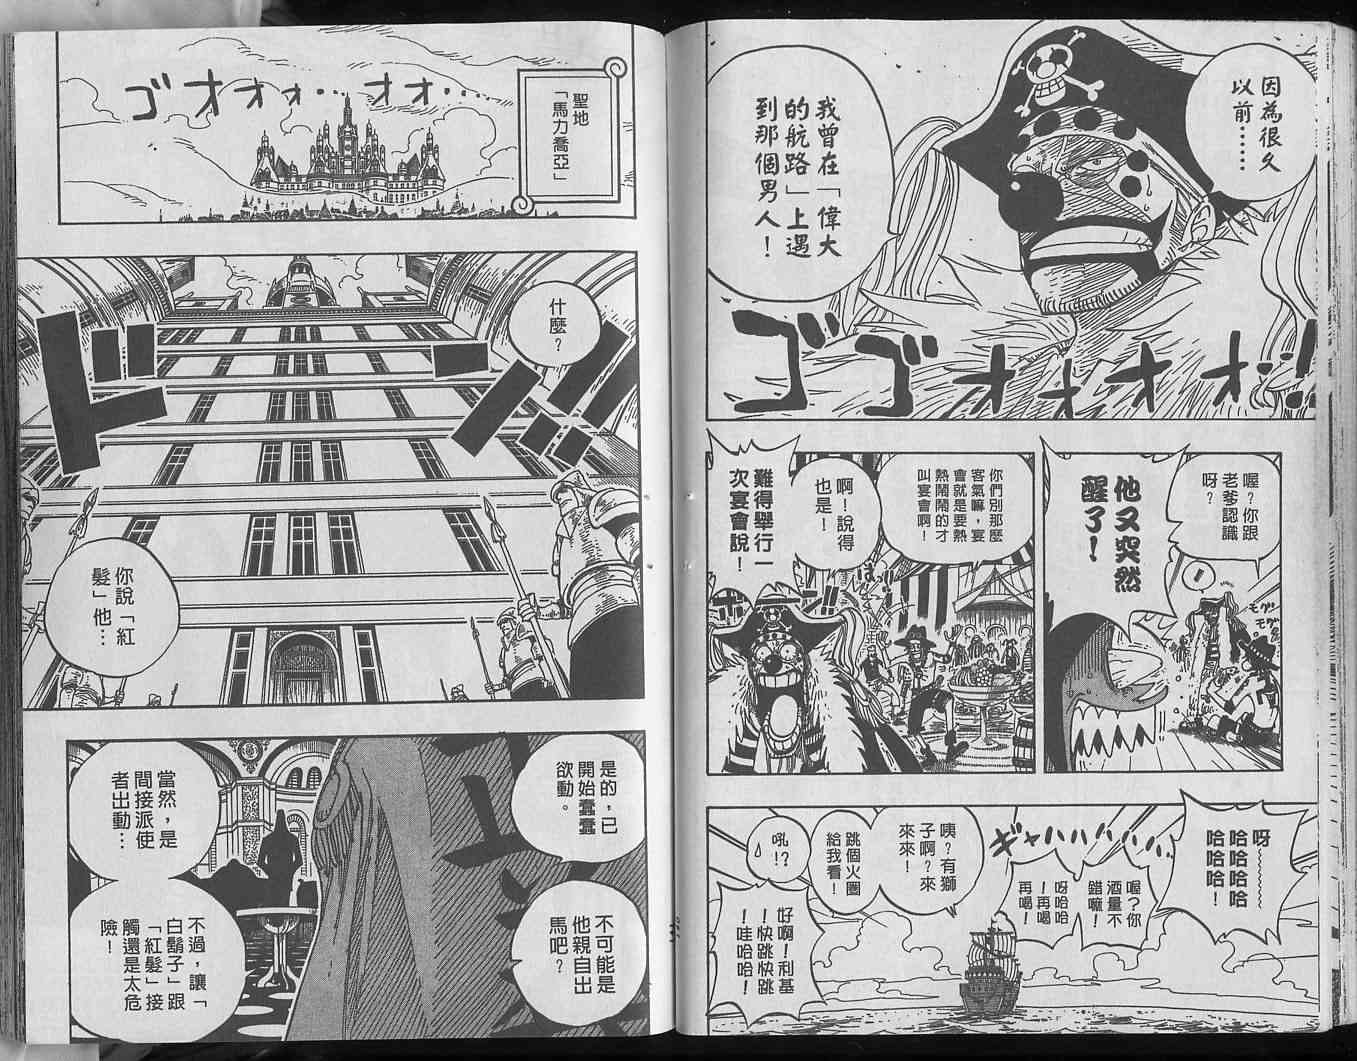 因為很久
以前……
我曾在「偉大
的航路」上遇
到那個男人!
ゴゴオオオオ!!
喔?你跟
老爹認識
呀?
他又突然
醒了!
モグ
モグ
你們別那麼
客氣嘛,宴
會就是要熱
熱鬧鬧的才
叫宴會啊!
啊!說得
也是!
難得舉行一
次宴會說!
呀~~~~
哈哈哈哈
哈哈哈!
ギャハハハハ…
喔?你
酒量不
錯嘛!
呀哈哈
!再喝
再喝!
咦?有獅
子啊?來
來來!
跳個火圈
給我看!
吼!?
好啊!利基
!快跳快跳
!哇哈哈!
聖地
「馬力喬亞」
ゴオオォォ…オオ…
什麼?
ドドン
你說「紅
髮」他…
是的,已
開始蠢蠢
欲動。
不可能是
他親自出
馬吧?
當然,是
間接派使
者出動…
不過,讓「
白鬍子」跟
「紅髮」接
觸還是太危
險!